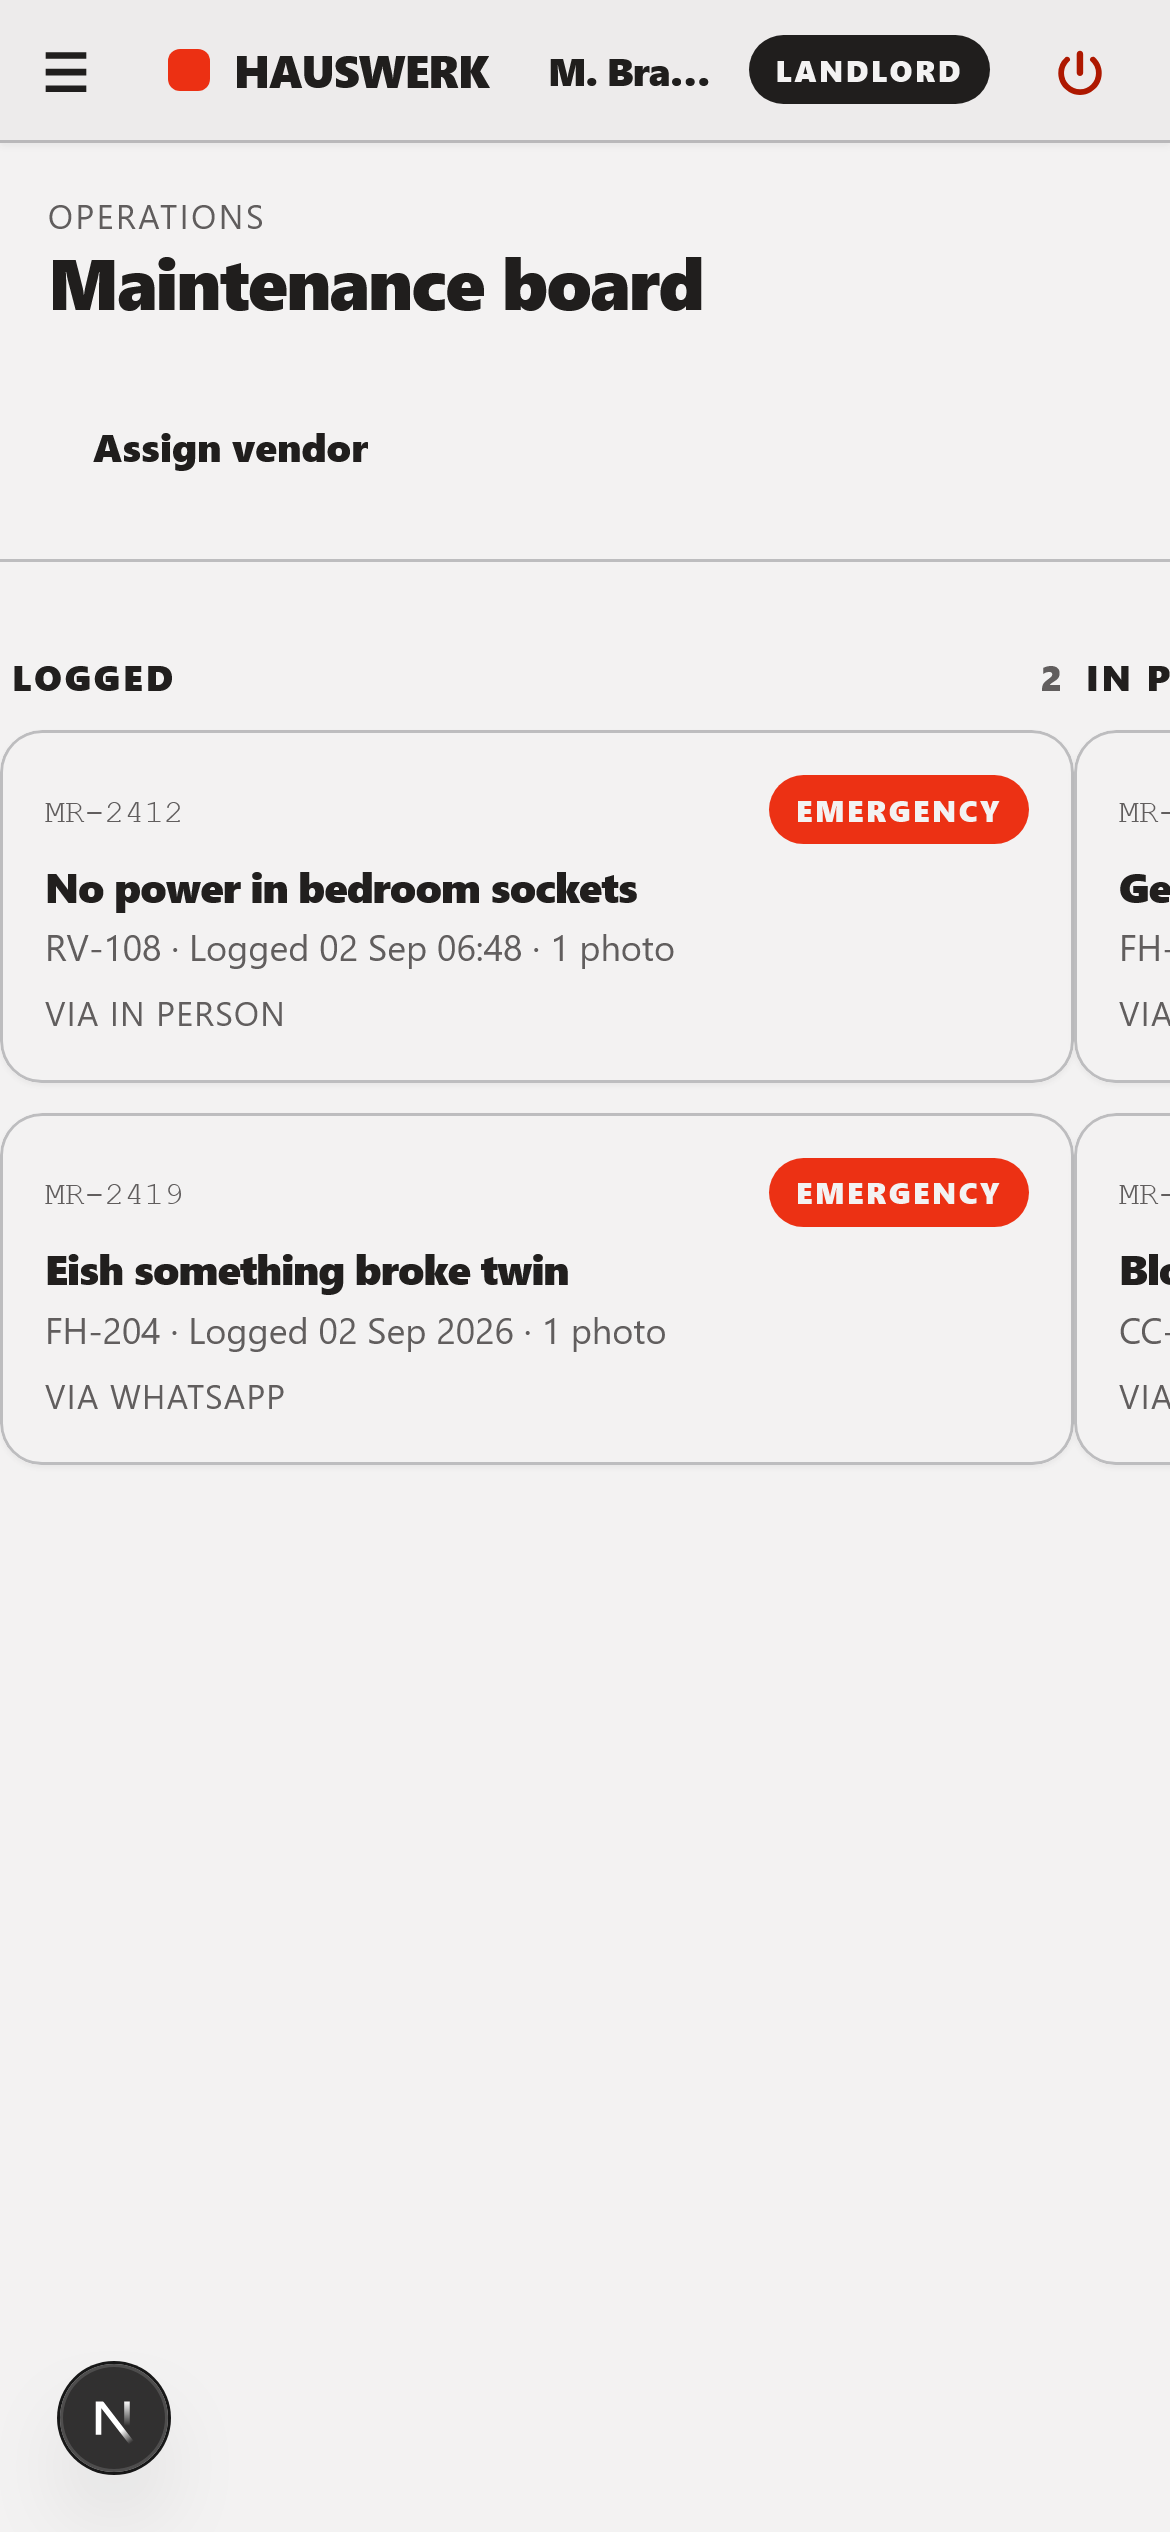 HAUSWERK M. Bra... LANDLORD
OPERATIONS
Maintenance board
Assign vendor
LOGGED 2
MR-2412 EMERGENCY
No power in bedroom sockets
RV-108 · Logged 02 Sep 06:48 · 1 photo
VIA IN PERSON
MR-2419 EMERGENCY
Eish something broke twin
FH-204 · Logged 02 Sep 2026 · 1 photo
VIA WHATSAPP
IN P
MR-
Ge
FH-
VIA
MR-
Blo
CC-
VIA
N